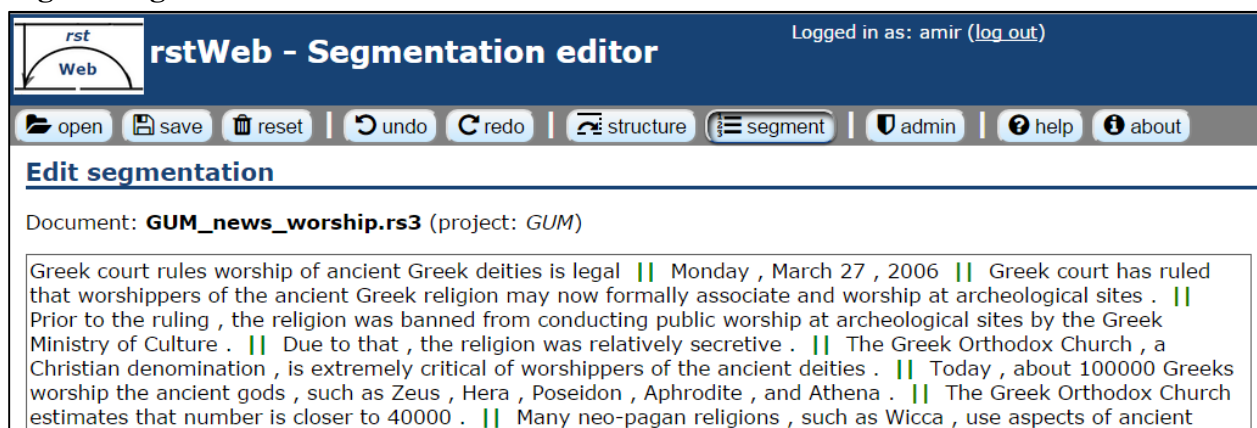 rst
Web
rstWeb - Segmentation editor
Logged in as: amir (log out)
open save reset | undo redo | structure segment | admin | help about
Edit segmentation
Document: GUM_news_worship.rs3 (project: GUM)
Greek court rules worship of ancient Greek deities is legal || Monday , March 27 , 2006 || Greek court has ruled
that worshippers of the ancient Greek religion may now formally associate and worship at archeological sites . ||
Prior to the ruling , the religion was banned from conducting public worship at archeological sites by the Greek
Ministry of Culture . || Due to that , the religion was relatively secretive . || The Greek Orthodox Church , a
Christian denomination , is extremely critical of worshippers of the ancient deities . || Today , about 100000 Greeks
worship the ancient gods , such as Zeus , Hera , Poseidon , Aphrodite , and Athena . || The Greek Orthodox Church
estimates that number is closer to 40000 . || Many neo-pagan religions , such as Wicca , use aspects of ancient